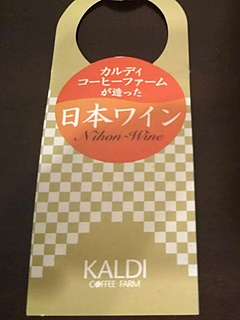 カルディ
コーヒーファーム
が造った
日本ワイン
Nihon-Wine
KALDI
COFFEE FARM